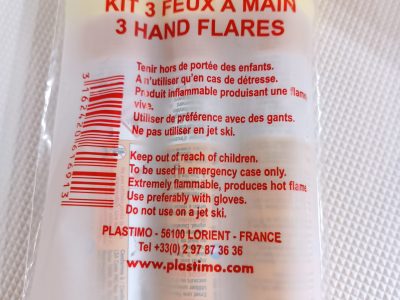 KIT 3 FEUX A MAIN
3 HAND FLARES
Tenir hors de portée des enfants.
A n'utiliser qu'en cas de détresse.
Produit inflammable produisant une flame
vive.
Utiliser de préférence avec des gants.
Ne pas utiliser en jet ski.
Keep out of reach of children.
To be used in emergency case only.
Extremely flammable, produces hot flame
Use preferably with gloves.
Do not use on a jet ski.
PLASTIMO - 56100 LORIENT - FRANCE
Tel +33(0) 2 97 87 36 36
www.plastimo.com
3162420616913